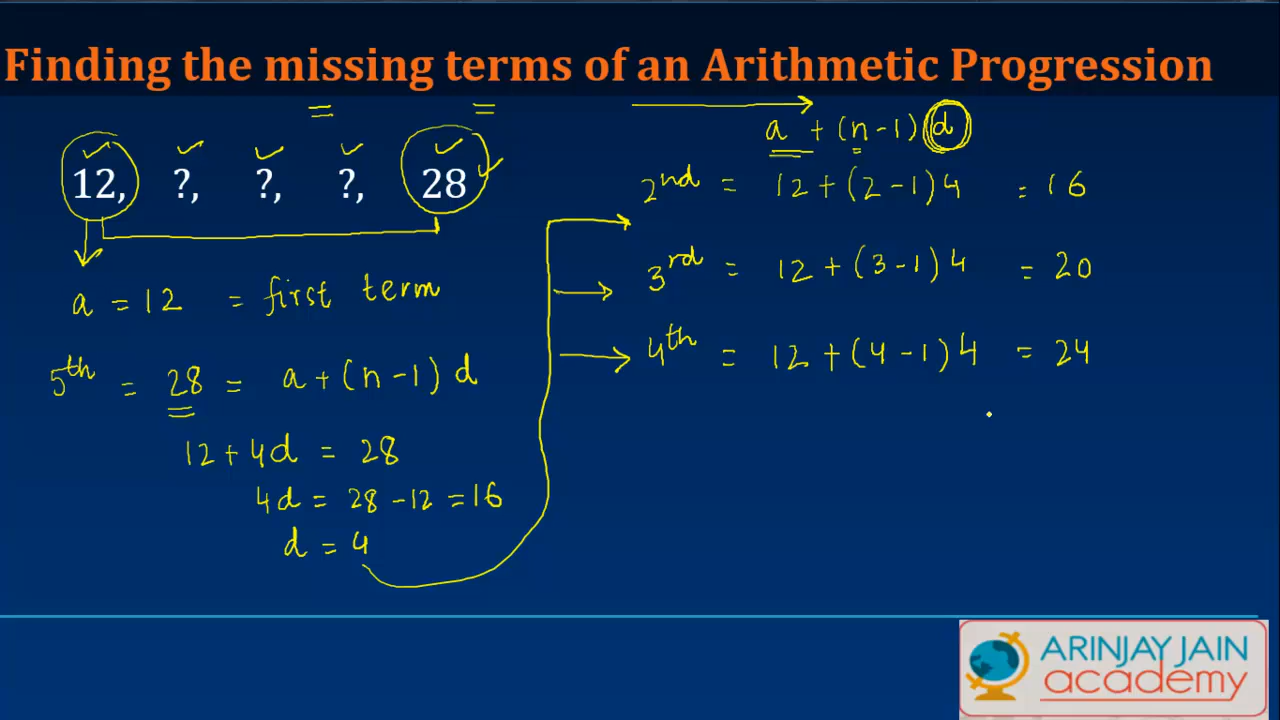 Finding the missing terms of an Arithmetic Progression
12, ?, ?, ?, 28
a = 12 = first term
5th = 28 = a + (n - 1) d
12 + 4d = 28
4d = 28 - 12 = 16
d = 4
a + (n - 1) d
2nd = 12 + (2 - 1) 4 = 16
3rd = 12 + (3 - 1) 4 = 20
4th = 12 + (4 - 1) 4 = 24
ARINJAY JAIN
academy